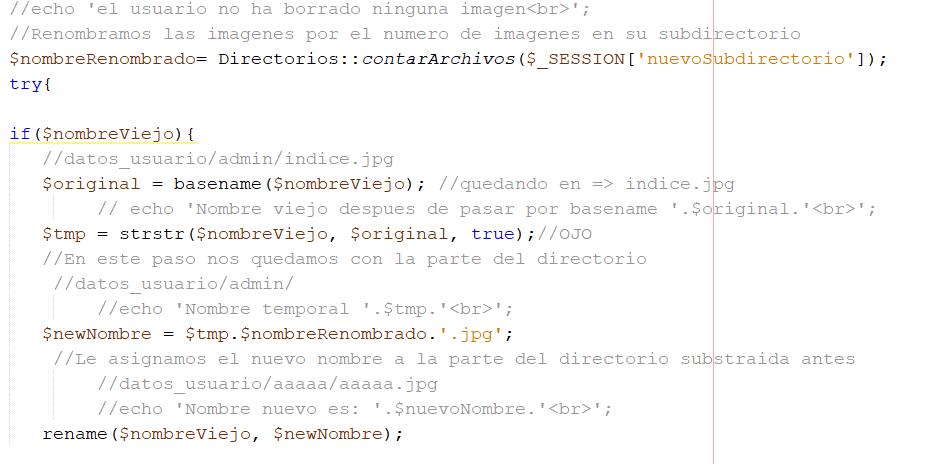 //echo 'el usuario no ha borrado ninguna imagen<br>';
//Renombramos las imagenes por el numero de imagenes en su subdirectorio
$nombreRenombrado= Directorios::contarArchivos($_SESSION['nuevoSubdirectorio']);
try{
if($nombreViejo){
//datos_usuario/admin/indice.jpg
$original = basename($nombreViejo); //quedando en => indice.jpg
// echo 'Nombre viejo despues de pasar por basename '.$original.'<br>';
$tmp = strstr($nombreViejo, $original, true);//OJO
//En este paso nos quedamos con la parte del directorio
//datos_usuario/admin/
//echo 'Nombre temporal '.$tmp.'<br>';
$newNombre = $tmp.$nombreRenombrado.'.jpg';
//Le asignamos el nuevo nombre a la parte del directorio substraida antes
//datos_usuario/aaaaa/aaaaa.jpg
//echo 'Nombre nuevo es: '.$nuevoNombre.'<br>';
rename($nombreViejo, $newNombre);